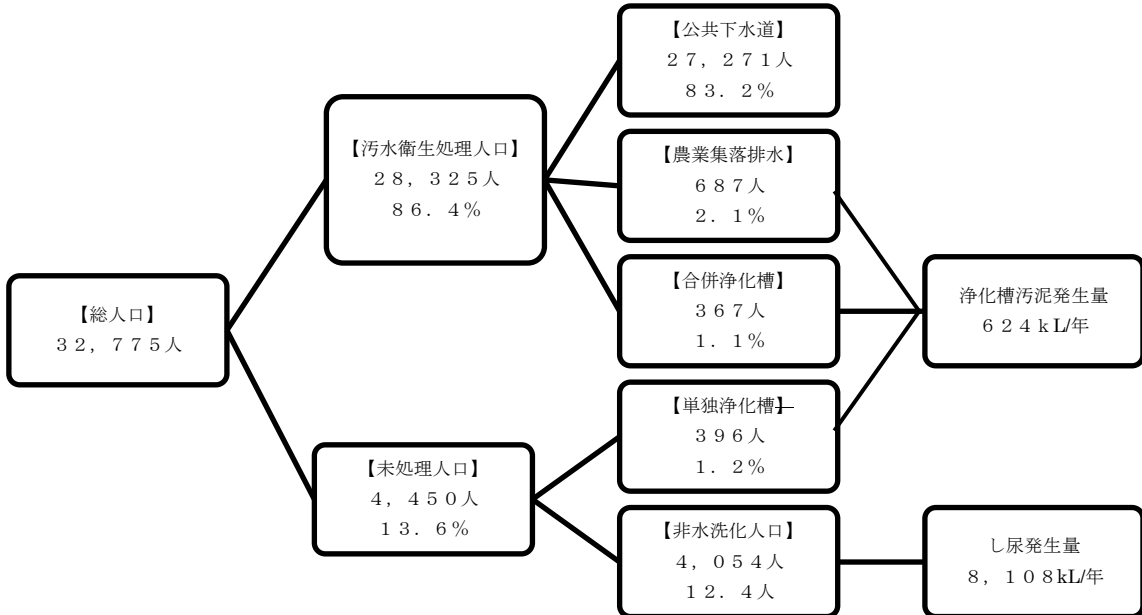 【総人口】
３２，７７５人
【汚水衛生処理人口】
２８，３２５人
８６．４％
【未処理人口】
４，４５０人
１３．６％
【公共下水道】
２７，２７１人
８３．２％
【農業集落排水】
６８７人
２．１％
【合併浄化槽】
３６７人
１．１％
【単独浄化槽】
３９６人
１．２％
【非水洗化人口】
４，０５４人
１２．４人
浄化槽汚泥発生量
６２４ｋL/年
し尿発生量
８，１０８kL/年